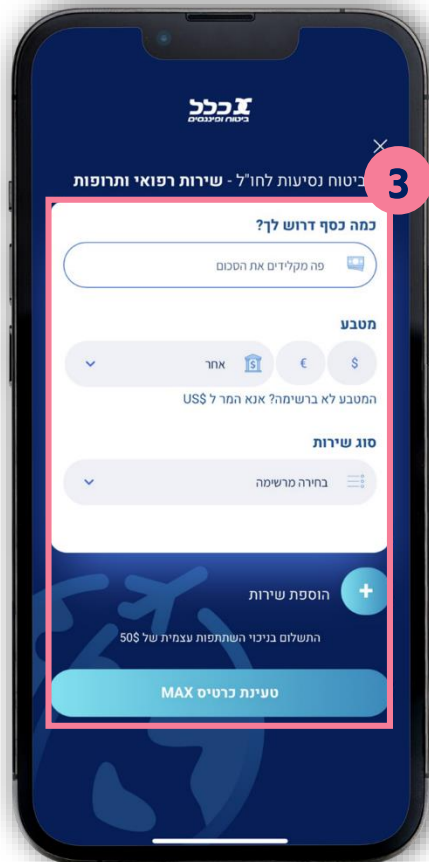 כלל
ביטוח ופיננסים
3
ביטוח נסיעות לחו"ל - שירות רפואי ותרופות
כמה כסף דרוש לך?
פה מקלידים את הסכום
מטבע
$ € אחר
המטבע לא ברשימה? אנא המר ל US$
סוג שירות
בחירה מרשימה
+ הוספת שירות
התשלום בניכוי השתתפות עצמית של 50$
טעינת כרטיס MAX